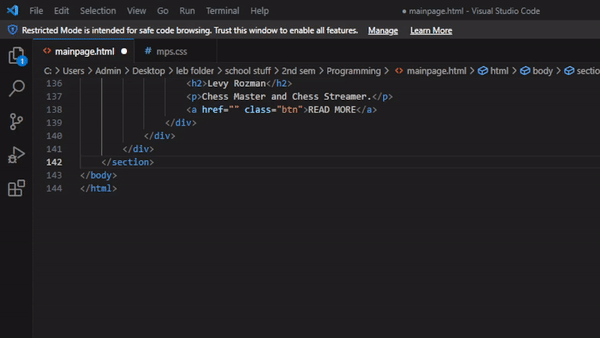 File Edit Selection View Go Run Terminal Help mainpage.html - Visual Studio Code
Restricted Mode is intended for safe code browsing. Trust this window to enable all features. Manage Learn More
mainpage.html mps.css
C: > Users > Admin > Desktop > leb folder > school stuff > 2nd sem > Programming > mainpage.html > html > body > sectio
136 <h2>Levy Rozman</h2>
137 <p>Chess Master and Chess Streamer.</p>
138 <a href="" class="btn">READ MORE</a>
139 </div>
140 </div>
141 </div>
142 </section>
143 </body>
144 </html>
1